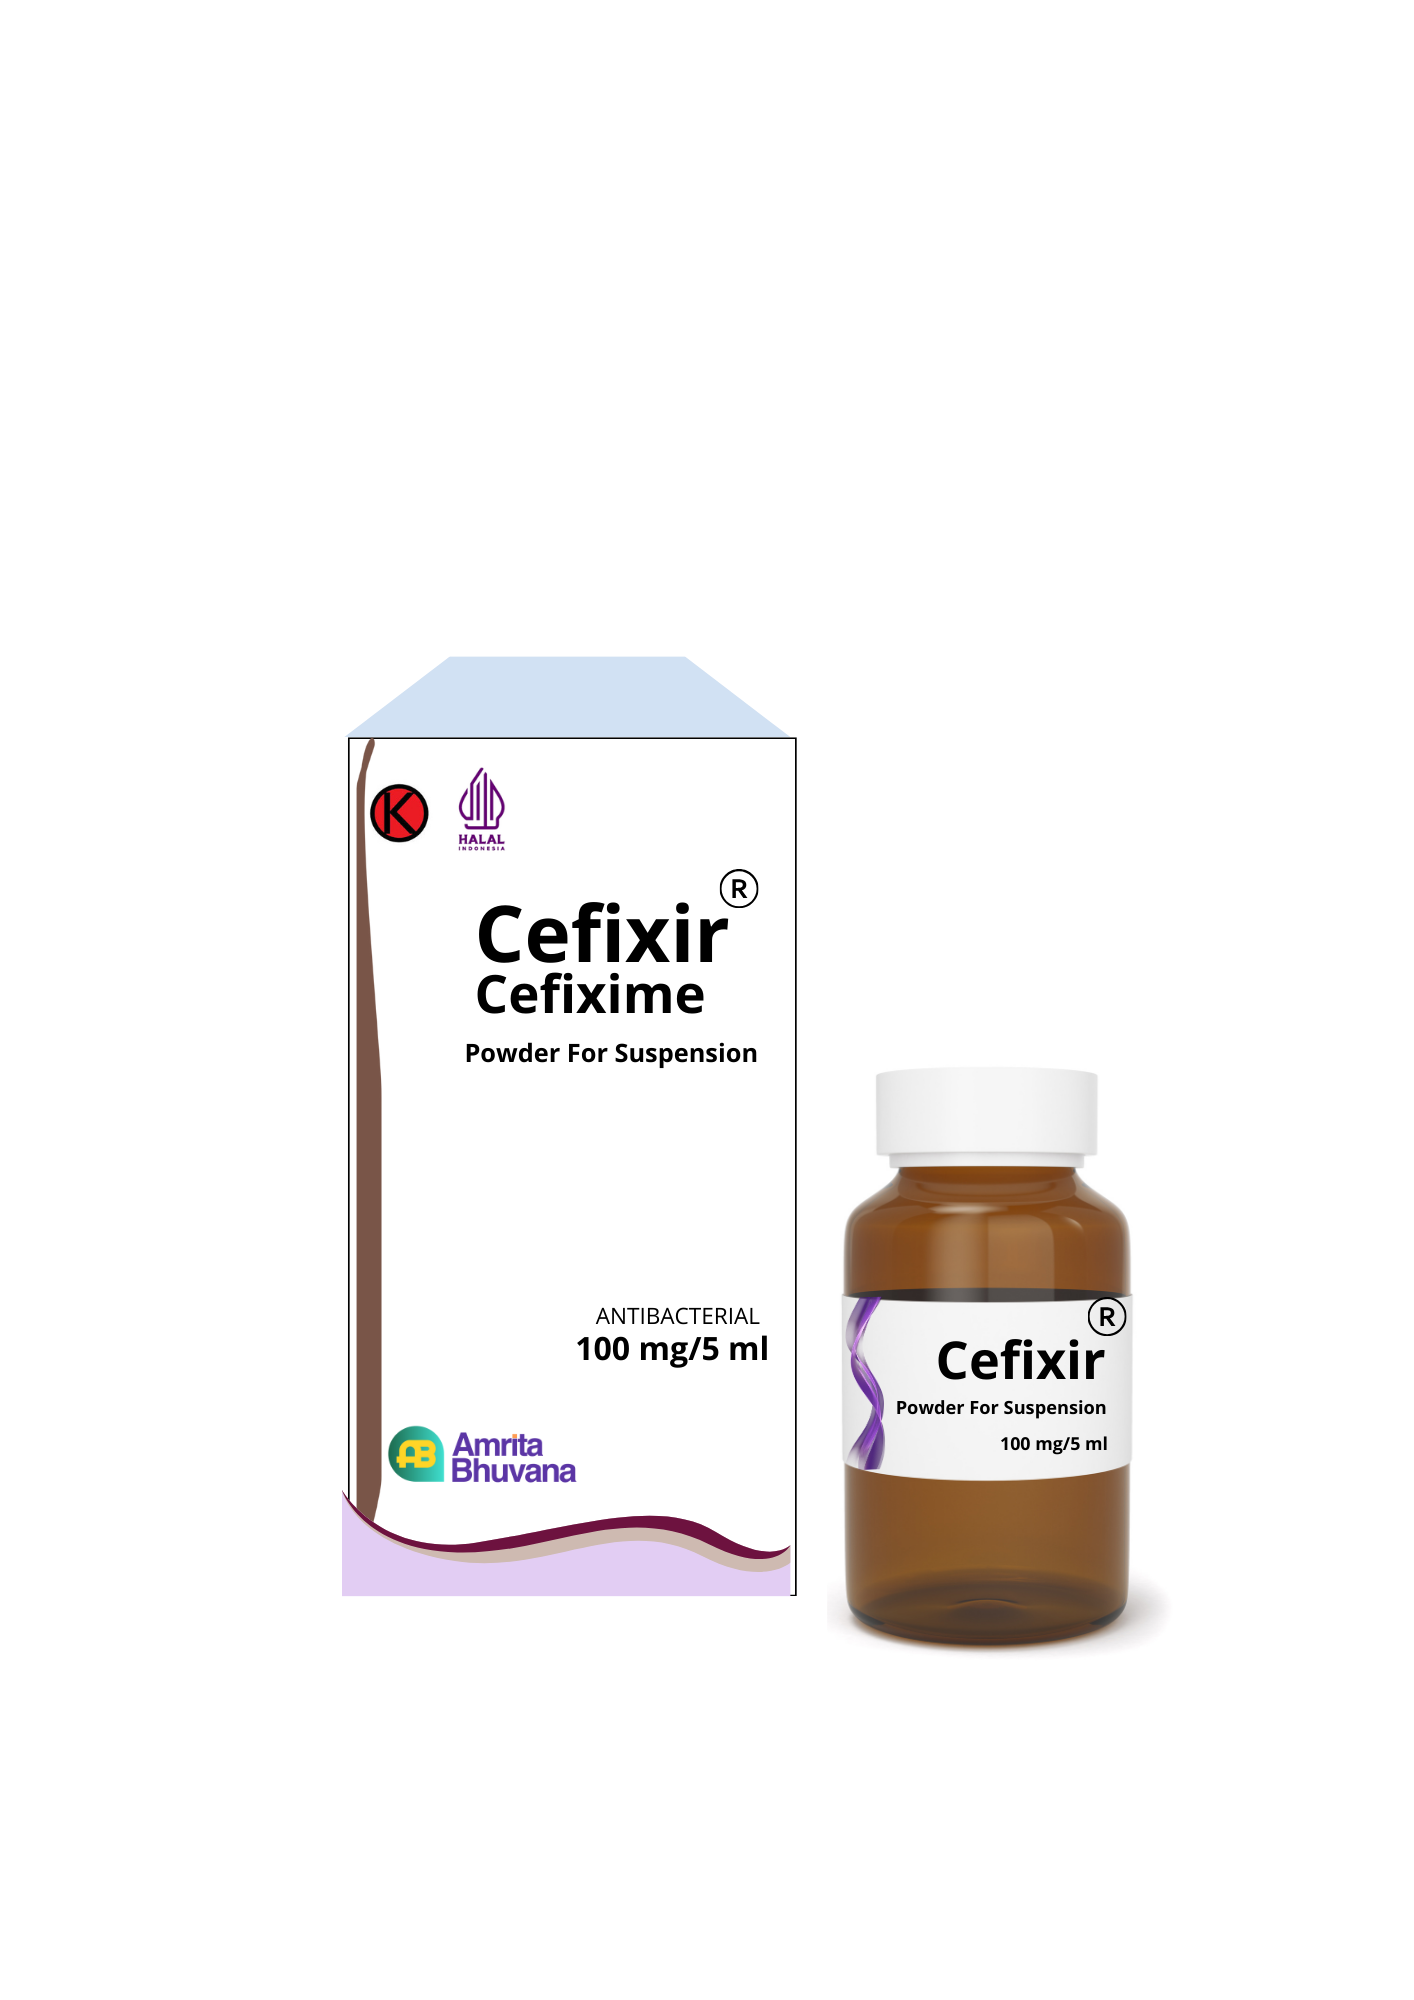 K
HALAL
INDONESIA
Cefixir®
Cefixime
Powder For Suspension
ANTIBACTERIAL
100 mg/5 ml
AB Amrita
Bhuvana
Cefixir®
Powder For Suspension
100 mg/5 ml